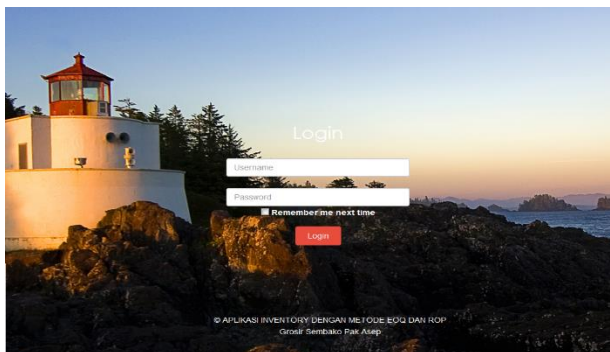 Login
Username
Password
Remember me next time
Login
© APLIKASI INVENTORY DENGAN METODE EOQ DAN ROP
Grosir Sembako Pak Asep